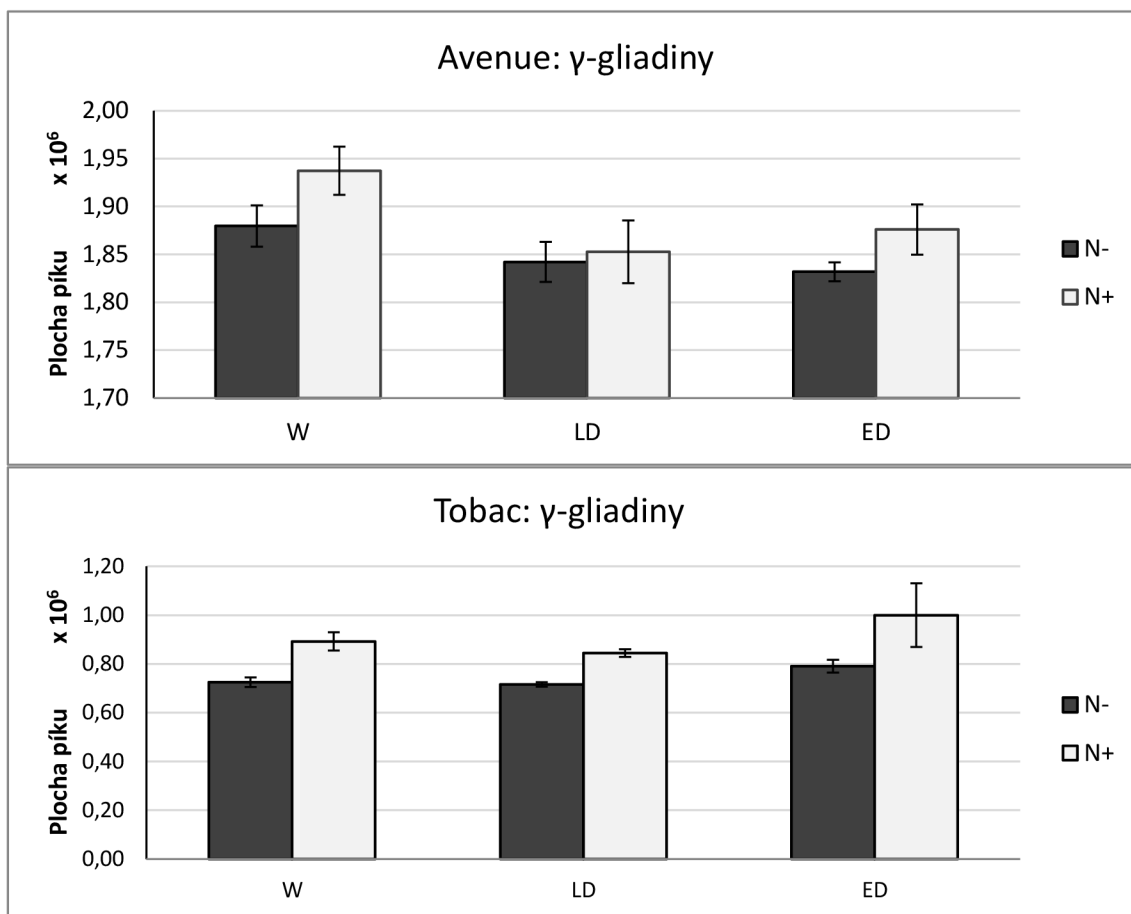 Avenue: γ-gliadiny
Plocha píku x 10⁶
2,00
1,95
1,90
1,85
1,80
1,75
1,70
W LD ED
N-
N+
Tobac: γ-gliadiny
Plocha píku x 10⁶
1,20
1,00
0,80
0,60
0,40
0,20
0,00
W LD ED
N-
N+